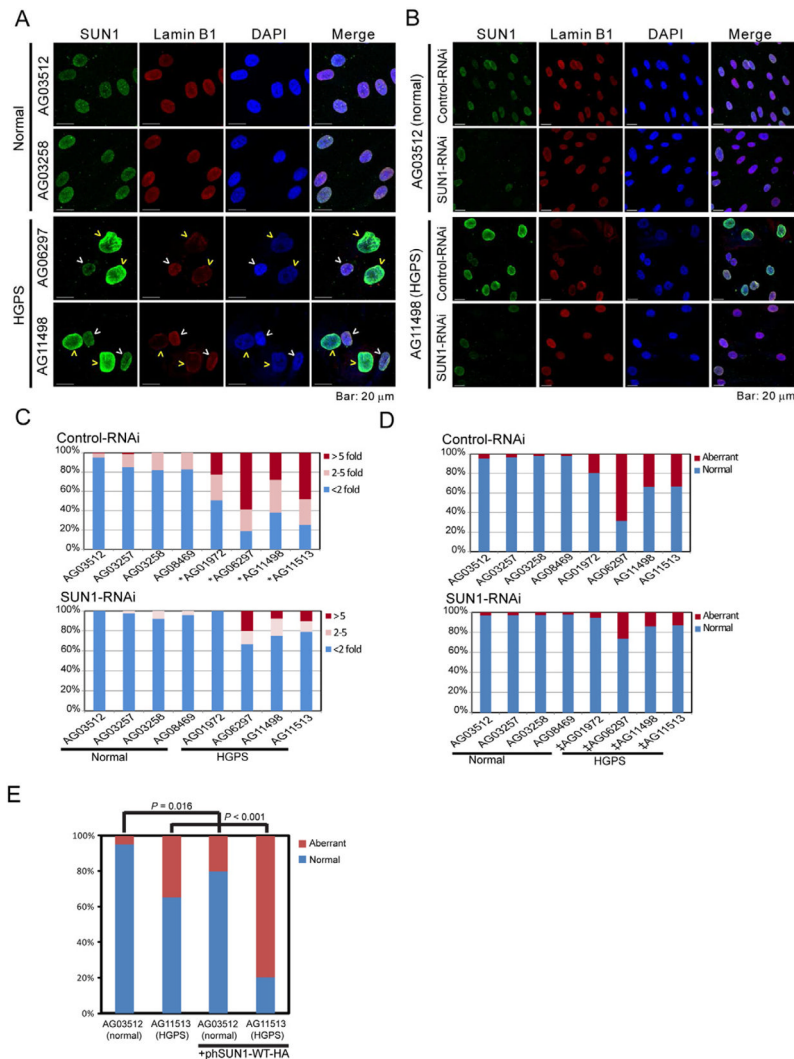 A
SUN1 Lamin B1 DAPI Merge
Normal
AG03512
AG03258
HGPS
AG06297
AG11498
Bar: 20 µm
B
SUN1 Lamin B1 DAPI Merge
AG03512 (normal)
Control-RNAi
SUN1-RNAi
AG11498 (HGPS)
Control-RNAi
SUN1-RNAi
Bar: 20 µm
C
Control-RNAi
100%
80%
60%
40%
20%
0%
>5 fold
2-5 fold
<2 fold
AG03512 AG03257 AG03258 AG08469 *AG01972 *AG06297 *AG11498 *AG11513
SUN1-RNAi
100%
80%
60%
40%
20%
0%
>5
2-5
<2 fold
AG03512 AG03257 AG03258 AG08469 AG01972 AG06297 AG11498 AG11513
Normal HGPS
D
Control-RNAi
100%
80%
60%
40%
20%
0%
Aberrant
Normal
AG03512 AG03257 AG03258 AG08469 AG01972 AG06297 AG11498 AG11513
SUN1-RNAi
100%
80%
60%
40%
20%
0%
Aberrant
Normal
AG03512 AG03257 AG03258 AG08469 ‡AG01972 ‡AG06297 ‡AG11498 ‡AG11513
Normal HGPS
E
P = 0.016
P < 0.001
100%
80%
60%
40%
20%
0%
Aberrant
Normal
AG03512 AG11513 AG03512 AG11513
(normal) (HGPS) (normal) (HGPS)
+phSUN1-WT-HA